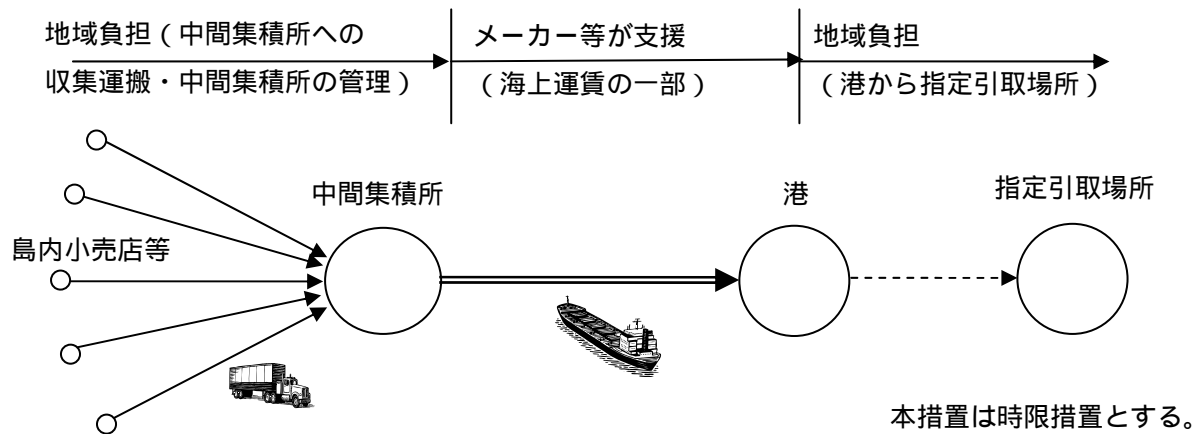 地域負担（中間集積所への
収集運搬・中間集積所の管理）
メーカー等が支援
（海上運賃の一部）
地域負担
（港から指定引取場所）
中間集積所
港
指定引取場所
島内小売店等
本措置は時限措置とする。